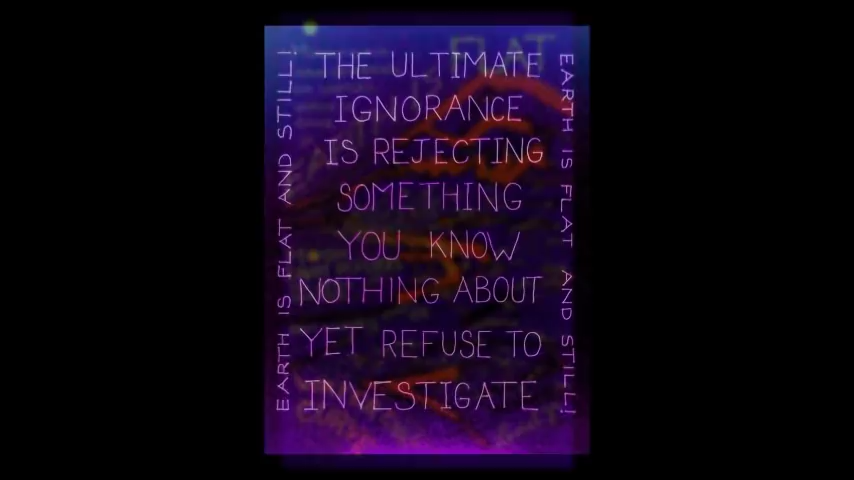 THE ULTIMATE
IGNORANCE
IS REJECTING
SOMETHING
YOU KNOW
NOTHING ABOUT
YET REFUSE TO
INVESTIGATE
EARTH IS FLAT AND STILL!
EARTH IS FLAT AND STILL!
FLAT